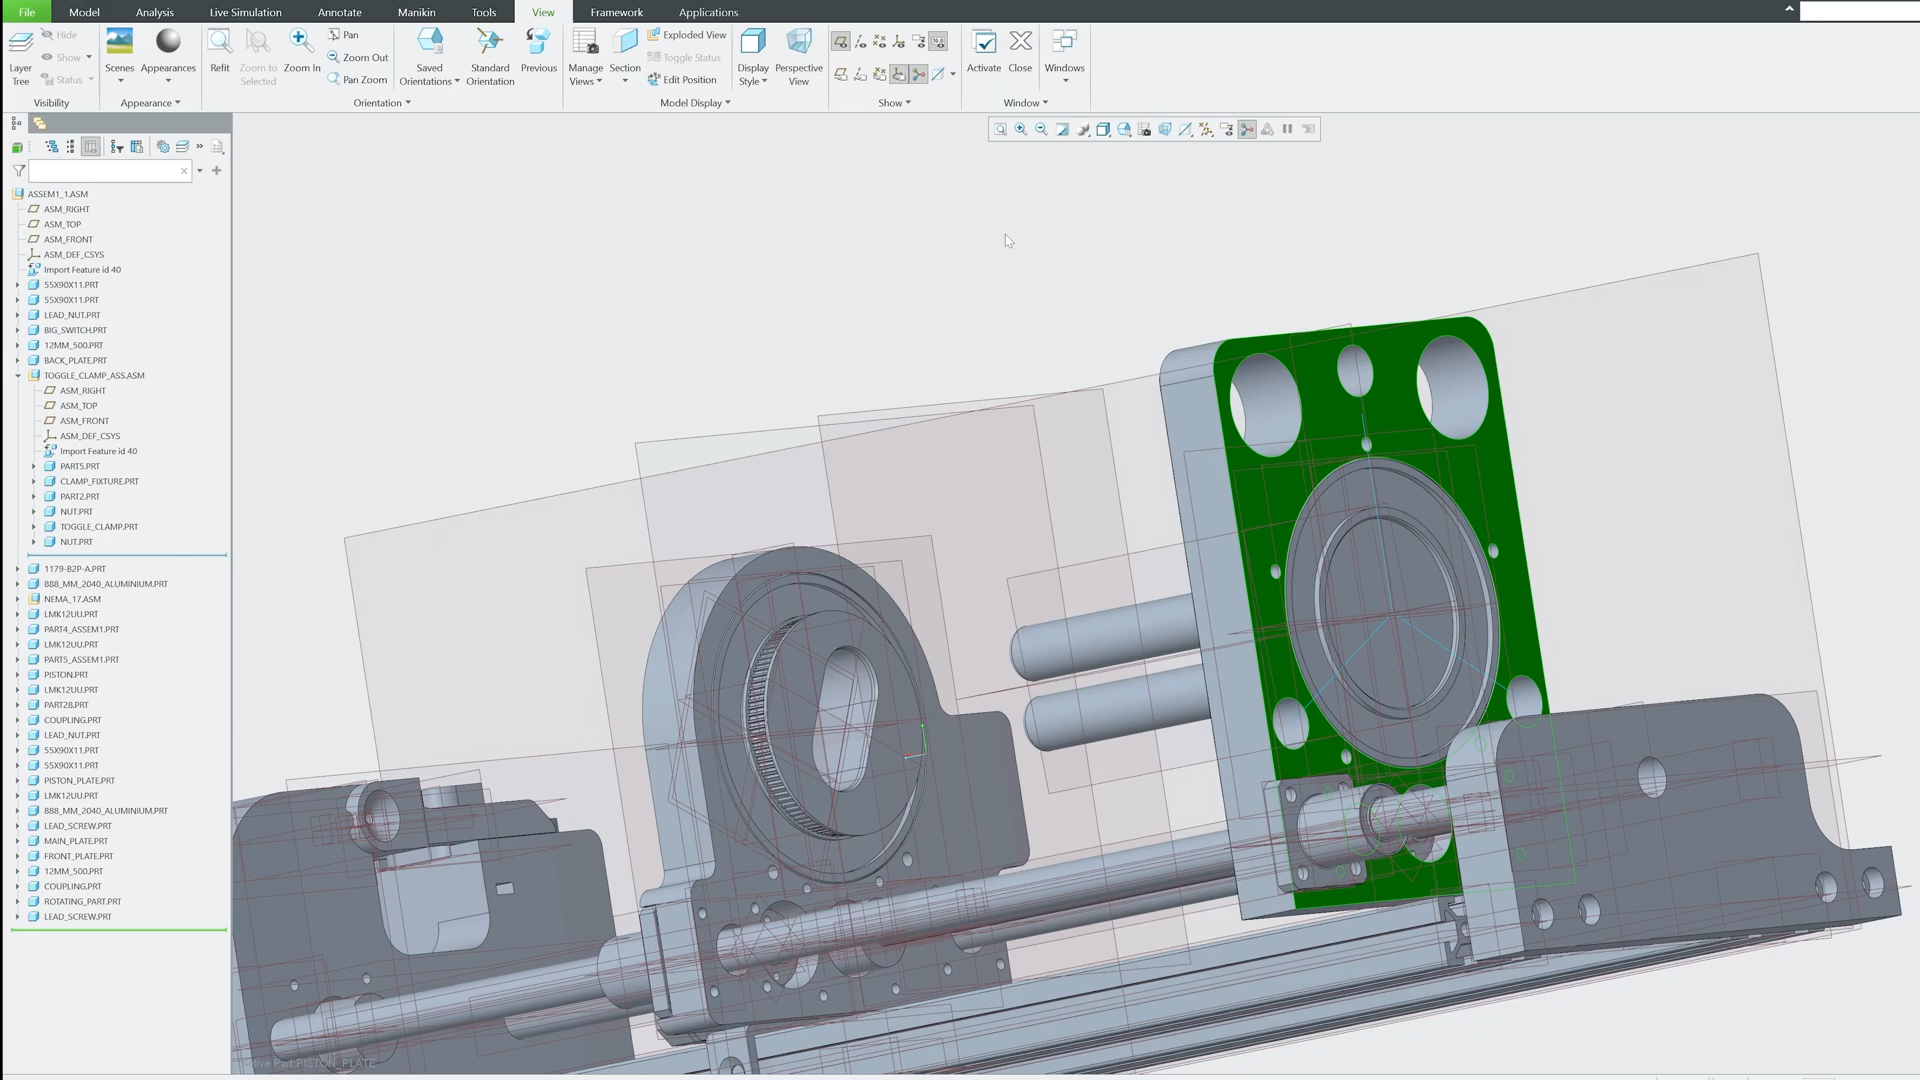 File Model Analysis Live Simulation Annotate Manikin Tools View Framework Applications
Layer Tree
Hide
Show
Status
Visibility
Scenes
Appearances
Appearance
Refit
Zoom to Selected
Zoom In
Pan
Zoom Out
Pan Zoom
Saved Orientations
Standard Orientation
Previous
Orientation
Manage Views
Section
Exploded View
Toggle Status
Edit Position
Display Style
Perspective View
Model Display
Show
Activate
Close
Windows
Window
ASSEM1_1.ASM
ASM_RIGHT
ASM_TOP
ASM_FRONT
ASM_DEF_CSYS
Import Feature id 40
55X90X11.PRT
55X90X11.PRT
LEAD_NUT.PRT
BIG_SWITCH.PRT
12MM_500.PRT
BACK_PLATE.PRT
TOGGLE_CLAMP_ASS.ASM
ASM_RIGHT
ASM_TOP
ASM_FRONT
ASM_DEF_CSYS
Import Feature id 40
PART5.PRT
CLAMP_FIXTURE.PRT
PART2.PRT
NUT.PRT
TOGGLE_CLAMP.PRT
NUT.PRT
1179-B2P-A.PRT
888_MM_2040_ALUMINIUM.PRT
NEMA_17.ASM
LMK12UU.PRT
PART4_ASSEM1.PRT
LMK12UU.PRT
PART5_ASSEM1.PRT
PISTON.PRT
LMK12UU.PRT
PART28.PRT
COUPLING.PRT
LEAD_NUT.PRT
55X90X11.PRT
55X90X11.PRT
PISTON_PLATE.PRT
LMK12UU.PRT
888_MM_2040_ALUMINIUM.PRT
LEAD_SCREW.PRT
MAIN_PLATE.PRT
FRONT_PLATE.PRT
12MM_500.PRT
COUPLING.PRT
ROTATING_PART.PRT
LEAD_SCREW.PRT
Part:PISTON_PLATE